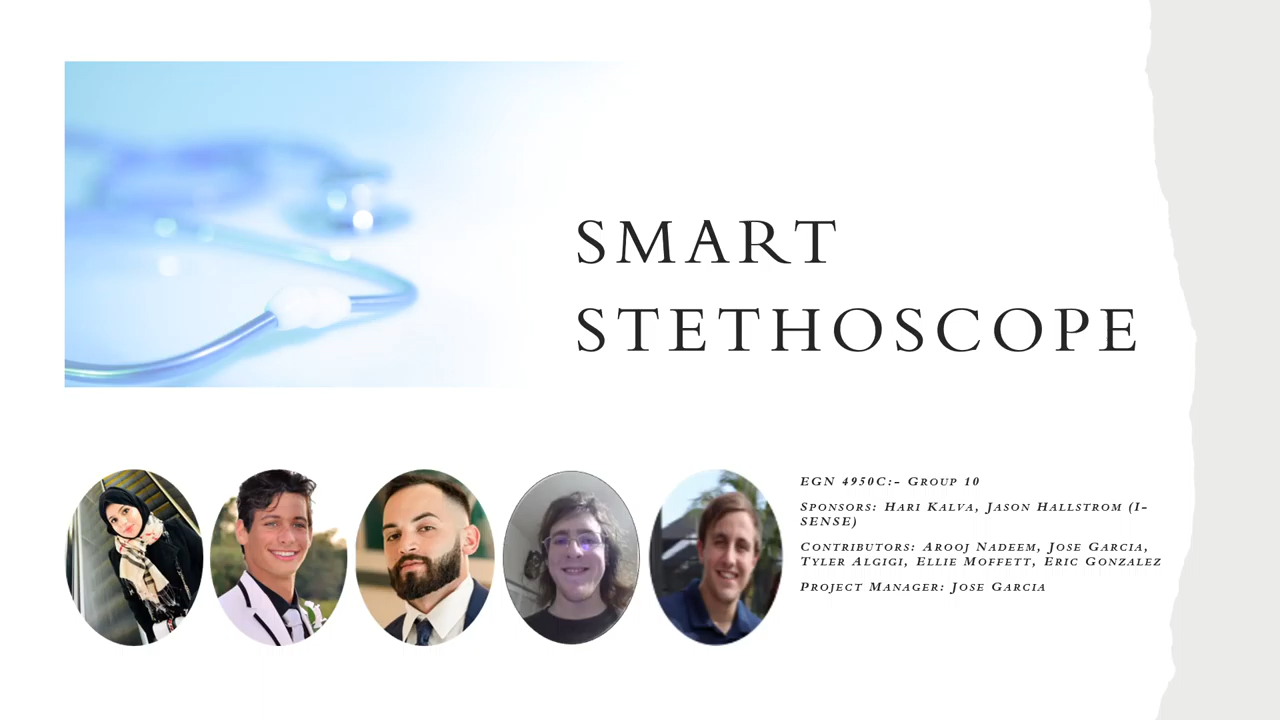 SMART
STETHOSCOPE
EGN 4950C:- Group 10
Sponsors: Hari Kalva, Jason Hallstrom (I-
SENSE)
Contributors: Arooj Nadeem, Jose Garcia,
Tyler Algigi, Ellie Moffett, Eric Gonzalez
Project Manager: Jose Garcia